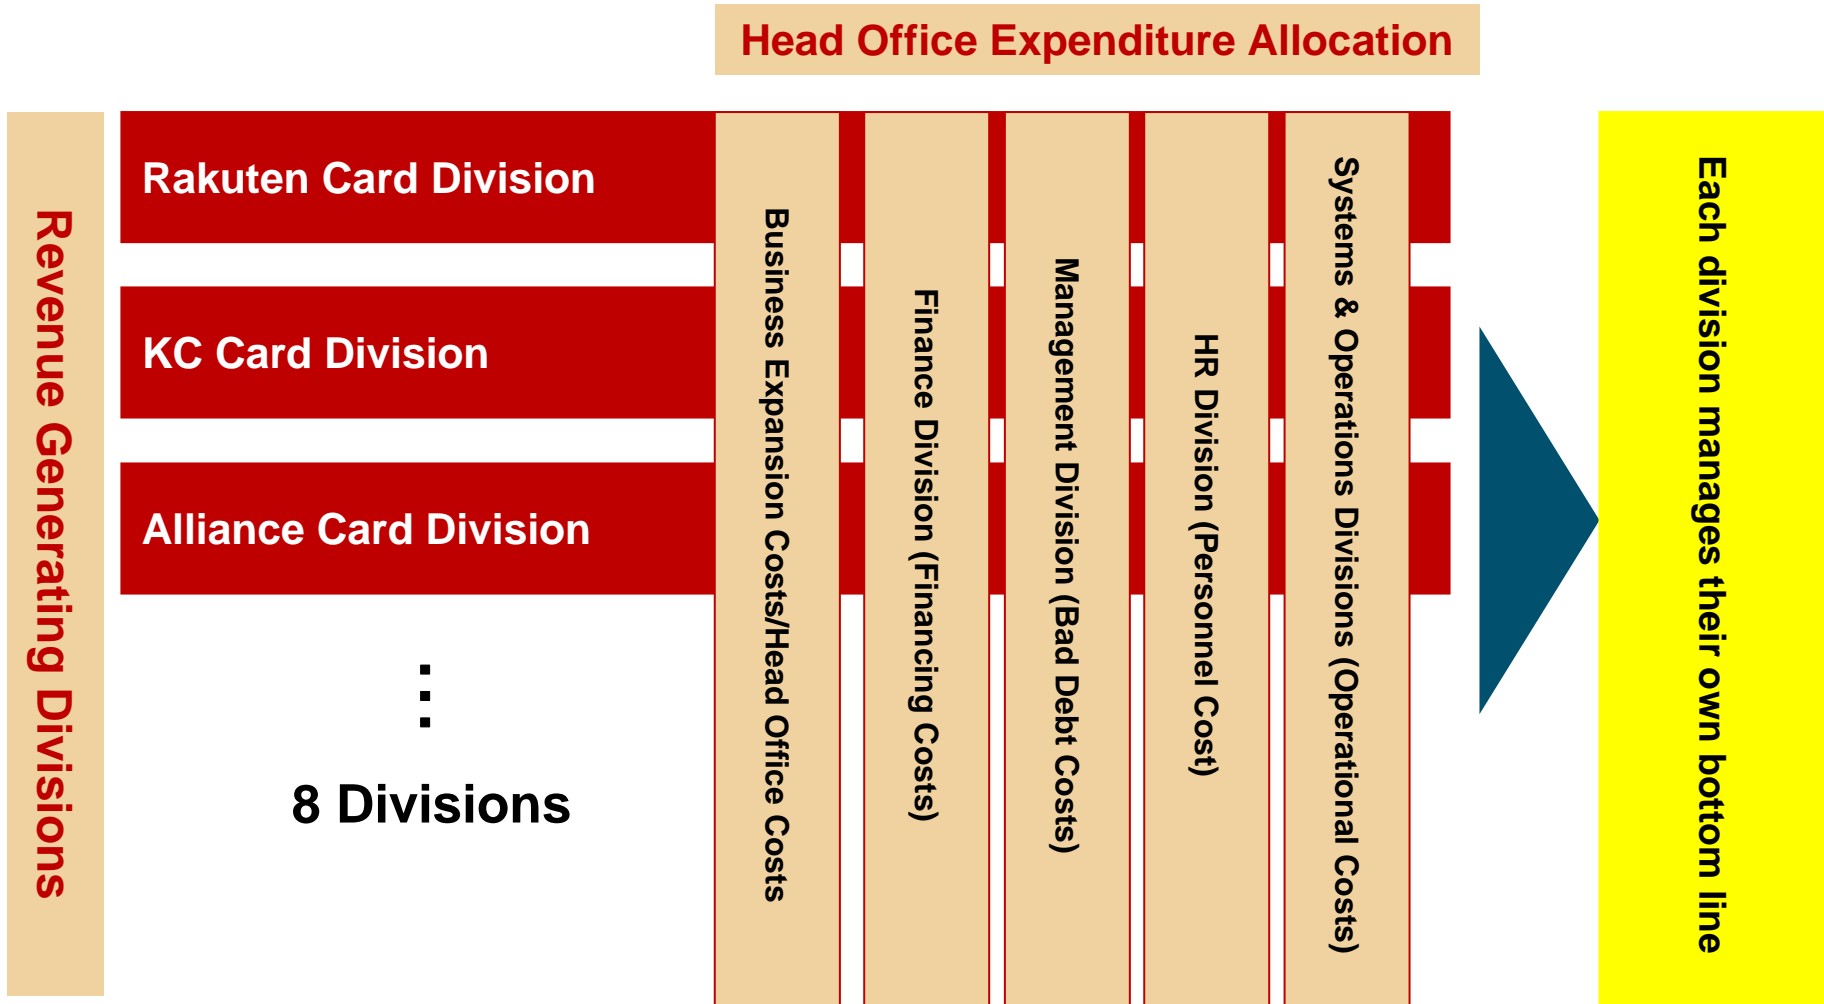 Head Office Expenditure Allocation
Revenue Generating Divisions
Rakuten Card Division
KC Card Division
Alliance Card Division
⋮
8 Divisions
Business Expansion Costs/Head Office Costs
Finance Division (Financing Costs)
Management Division (Bad Debt Costs)
HR Division (Personnel Cost)
Systems & Operations Divisions (Operational Costs)
Each division manages their own bottom line